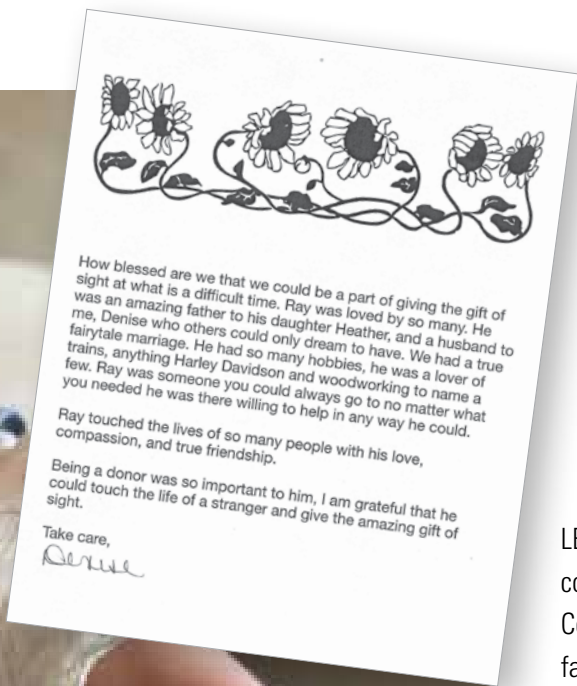 How blessed are we that we could be a part of giving the gift of
sight at what is a difficult time. Ray was loved by so many. He
was an amazing father to his daughter Heather, and a husband to
me, Denise who others could only dream to have. We had a true
fairytale marriage. He had so many hobbies, he was a lover of
trains, anything Harley Davidson and woodworking to name a
few. Ray was someone you could always go to no matter what
you needed he was there willing to help in any way he could.
Ray touched the lives of so many people with his love,
compassion, and true friendship.
Being a donor was so important to him, I am grateful that he
could touch the life of a stranger and give the amazing gift of
sight.
Take care,
Denise